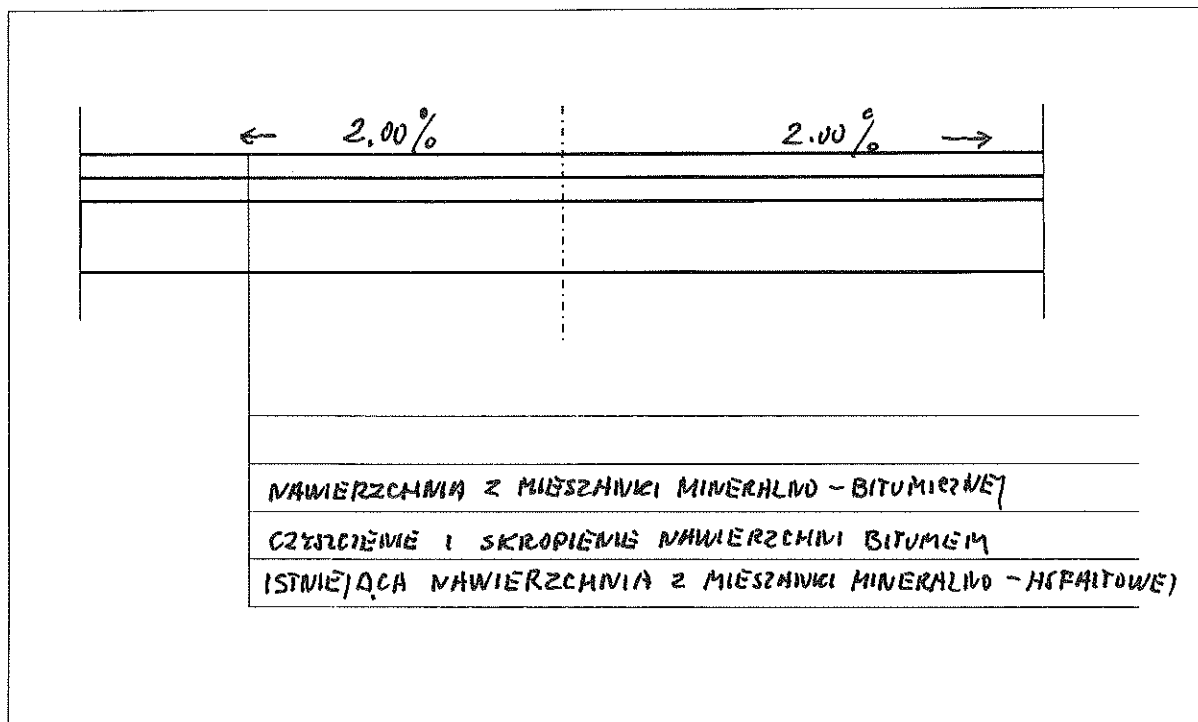 ← 2.00% 2.00% →
NAWIERZCHNIA Z MIESZANKI MINERALNO - BITUMICZNEJ
CZYSZCZENIE I SKROPIENIE NAWIERZCHNI BITUMEM
ISTNIEJĄCA NAWIERZCHNIA Z MIESZANKI MINERALNO - ASFALTOWEJ